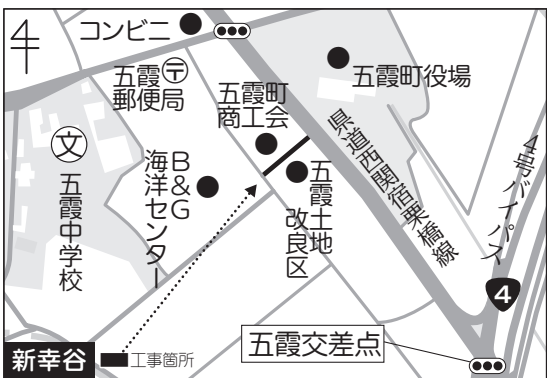 コンビニ
五霞
郵便局
〒
五霞町
商工会
五霞町役場
県道西関宿栗橋線
4号バイパス
文
五霞中学校
B&G
海洋センター
五霞土地
改良区
4
五霞交差点
新幸谷
工事箇所